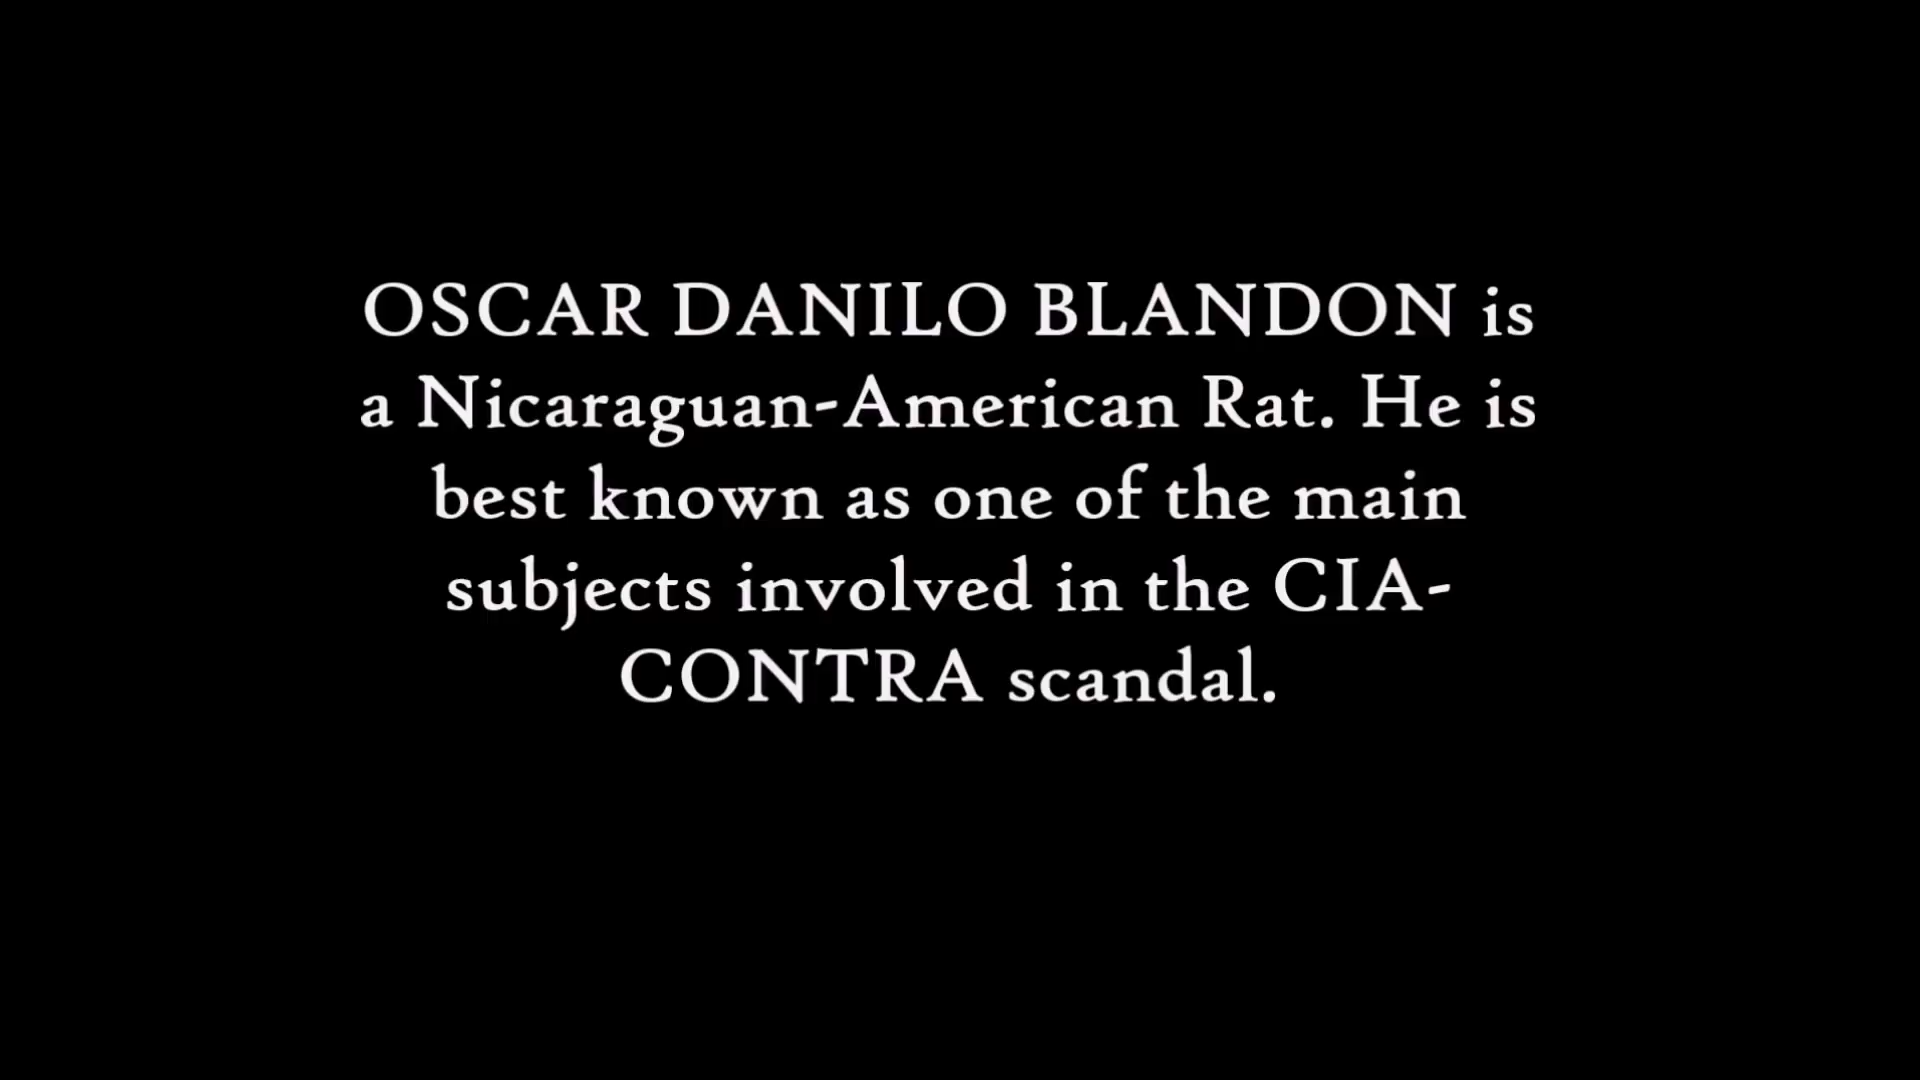 OSCAR DANILO BLANDON is
a Nicaraguan-American Rat. He is
best known as one of the main
subjects involved in the CIA-
CONTRA scandal.